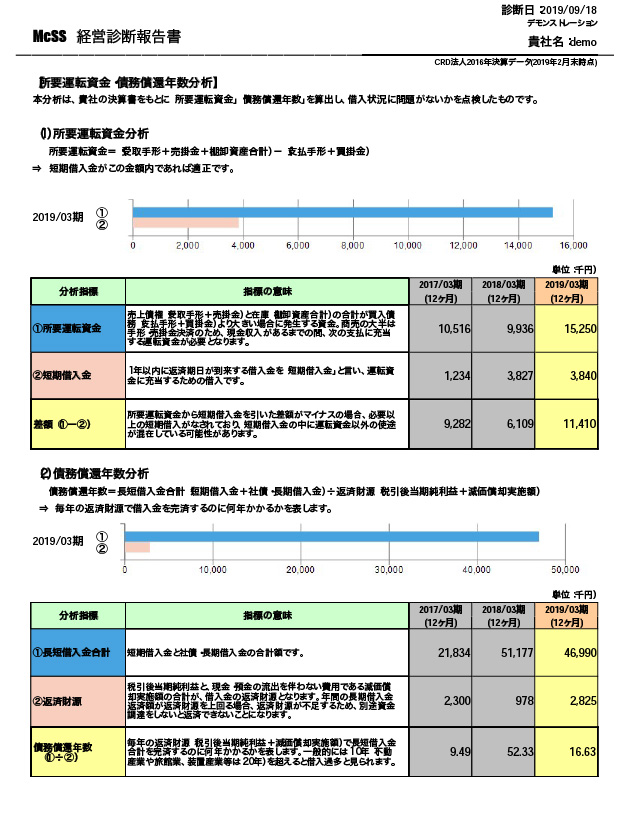 診断日:2019/09/18
デモンストレーション
McSS 経営診断報告書
貴社名:demo
CRD法人2016年決算データ(2019年2月末時点)
【所要運転資金・債務償還年数分析】
本分析は、貴社の決算書をもとに「所要運転資金」「債務償還年数」を算出し、借入状況に問題がないかを点検したものです。
(1)所要運転資金分析
所要運転資金=(受取手形+売掛金+棚卸資産合計)-(支払手形+買掛金)
⇒ 短期借入金がこの金額内であれば適正です。
2019/03期 ①
②
0 2,000 4,000 6,000 8,000 10,000 12,000 14,000 16,000
(単位:千円)
分析指標 指標の意味 2017/03期 2018/03期 2019/03期
(12ヶ月) (12ヶ月) (12ヶ月)
①所要運転資金 10,516 9,936 15,250
売上債権(受取手形+売掛金)と在庫(棚卸資産合計)の合計が買入債
務(支払手形+買掛金)より大きい場合に発生する資金。商売の大半は
手形・売掛金決済のため、現金収入があるまでの間、次の支払に充当
する運転資金が必要となります。
②短期借入金 1,234 3,827 3,840
1年以内に返済期日が到来する借入金を「短期借入金」と言い、運転資
金に充当するための借入です。
差額(①-②) 9,282 6,109 11,410
所要運転資金から短期借入金を引いた差額がマイナスの場合、必要以
上の短期借入がなされており、短期借入金の中に運転資金以外の使途
が混在している可能性があります。
(2)債務償還年数分析
債務償還年数=長短借入金合計(短期借入金+社債・長期借入金)÷返済財源(税引後当期純利益+減価償却実施額)
⇒ 毎年の返済財源で借入金を完済するのに何年かかるかを表します。
2019/03期 ①
②
0 10,000 20,000 30,000 40,000 50,000
(単位:千円)
分析指標 指標の意味 2017/03期 2018/03期 2019/03期
(12ヶ月) (12ヶ月) (12ヶ月)
①長短借入金合計 短期借入金と社債・長期借入金の合計額です。 21,834 51,177 46,990
②返済財源 2,300 978 2,825
税引後当期純利益と、現金・預金の流出を伴わない費用である減価償
却実施額の合計が、借入金の返済財源となります。年間の長期借入金
返済額が返済財源を上回る場合、返済財源が不足するため、別途資金
調達をしないと返済できないことになります。
債務償還年数
(①÷②) 9.49 52.33 16.63
毎年の返済財源(税引後当期純利益+減価償却実施額)で長短借入金
合計を完済するのに何年かかるかを表します。一般的には10年(不動
産業や旅館業、装置産業等は20年)を超えると借入過多と見られます。